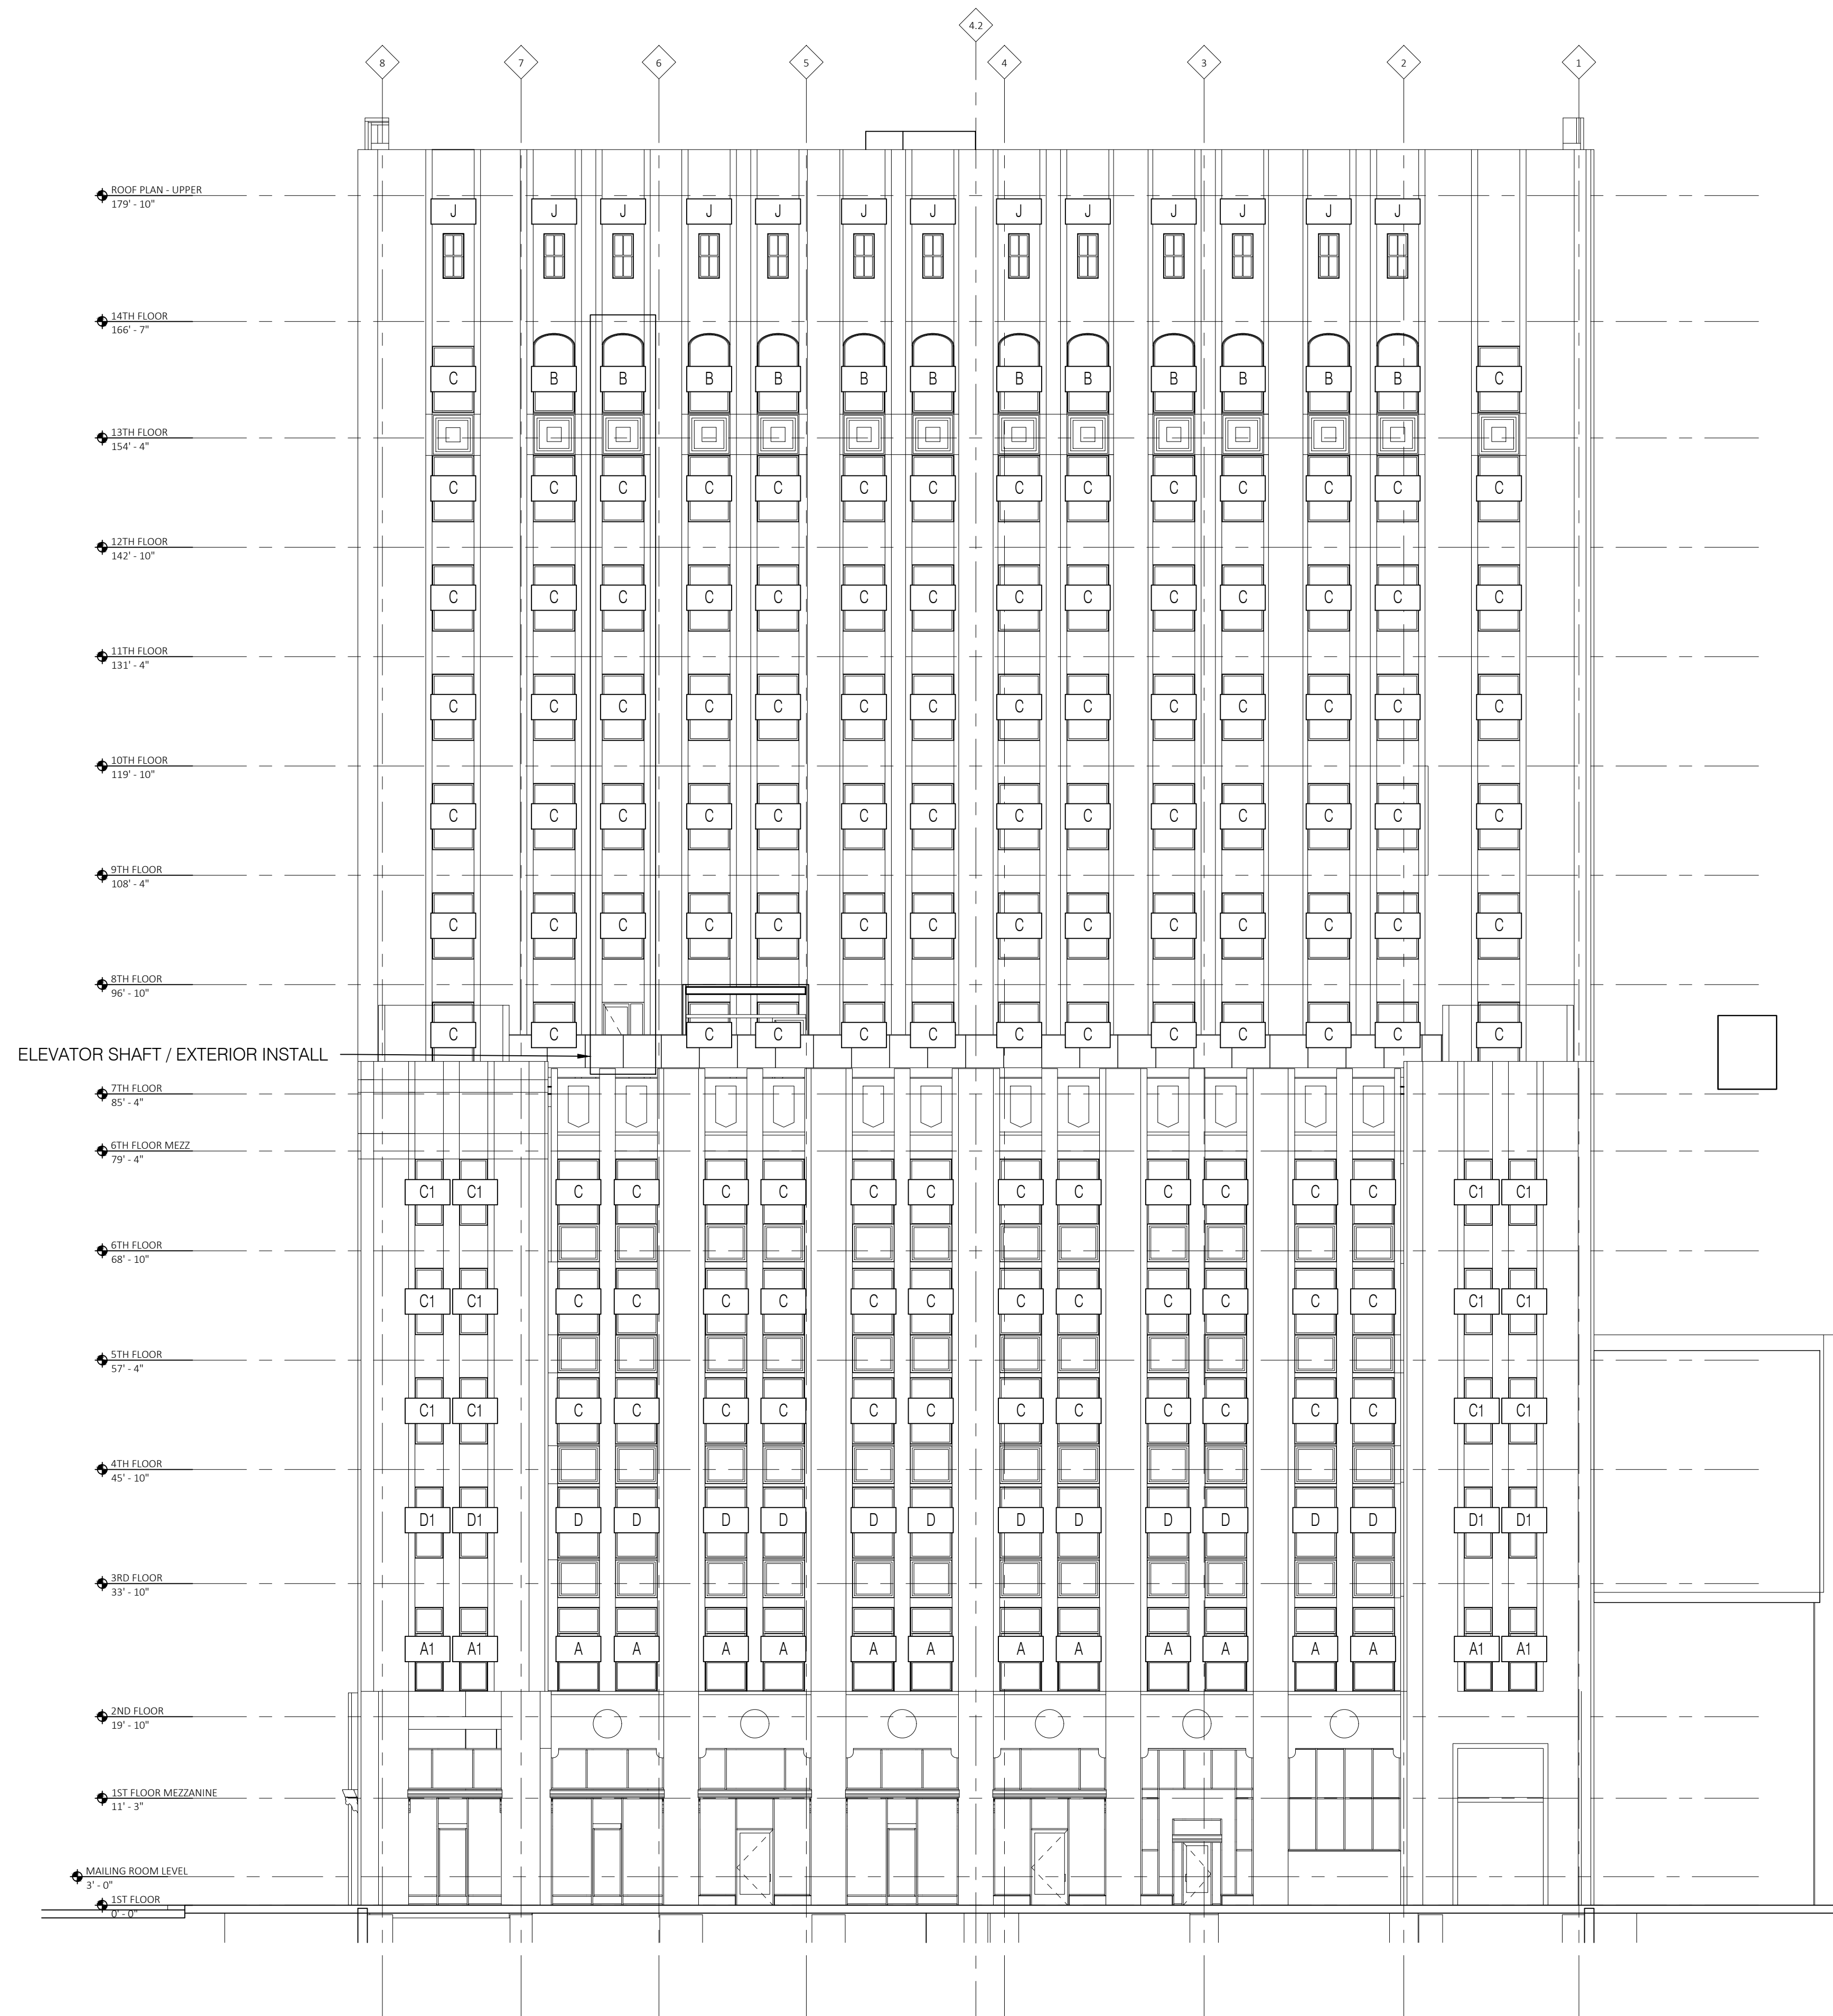 4.2
8 7 6 5 4 3 2 1
ROOF PLAN - UPPER
179' - 10"
J J J J J J J J J J J J J
14TH FLOOR
166' - 7"
C B B B B B B B B B B B B C
13TH FLOOR
154' - 4"
C C C C C C C C C C C C C C
12TH FLOOR
142' - 10"
C C C C C C C C C C C C C C
11TH FLOOR
131' - 4"
C C C C C C C C C C C C C C
10TH FLOOR
119' - 10"
C C C C C C C C C C C C C C
9TH FLOOR
108' - 4"
C C C C C C C C C C C C C C
8TH FLOOR
96' - 10"
C C C C C C C C C C C C C
ELEVATOR SHAFT / EXTERIOR INSTALL
7TH FLOOR
85' - 4"
6TH FLOOR MEZZ
79' - 4"
C1 C1 C C C C C C C C C C C C C1 C1
6TH FLOOR
68' - 10"
C1 C1 C C C C C C C C C C C C C1 C1
5TH FLOOR
57' - 4"
C1 C1 C C C C C C C C C C C C C1 C1
4TH FLOOR
45' - 10"
D1 D1 D D D D D D D D D D D D D1 D1
3RD FLOOR
33' - 10"
A1 A1 A A A A A A A A A A A A A1 A1
2ND FLOOR
19' - 10"
1ST FLOOR MEZZANINE
11' - 3"
MAILING ROOM LEVEL
3' - 0"
1ST FLOOR
0' - 0"